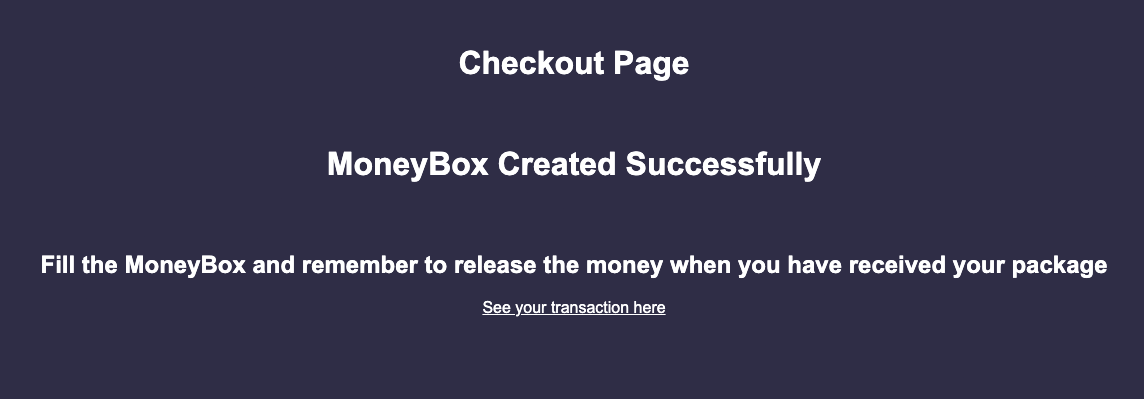 Checkout Page
MoneyBox Created Successfully
Fill the MoneyBox and remember to release the money when you have received your package
See your transaction here